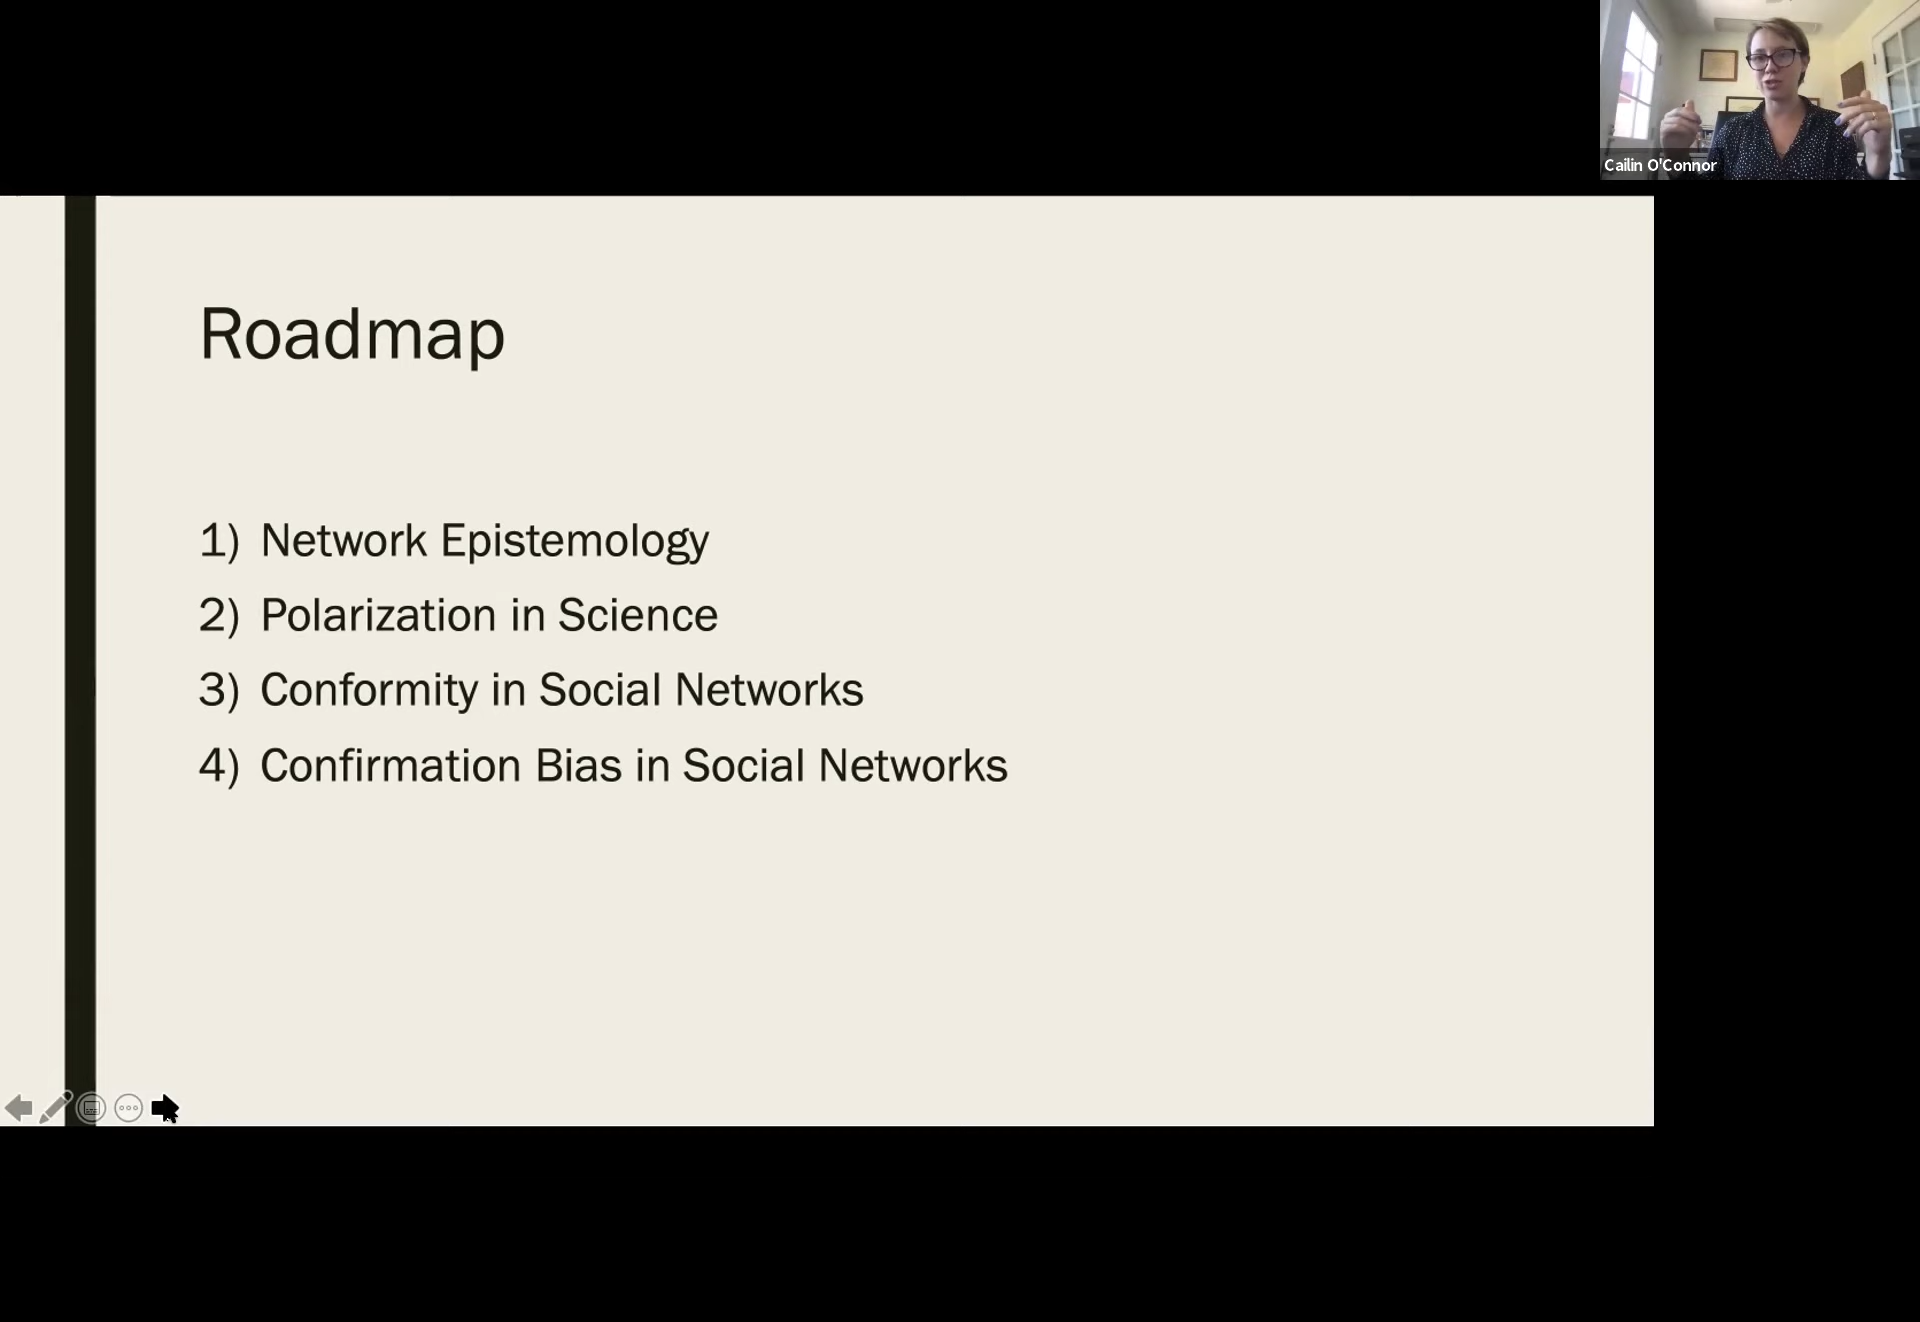 Cailin O'Connor
Roadmap
1) Network Epistemology
2) Polarization in Science
3) Conformity in Social Networks
4) Confirmation Bias in Social Networks